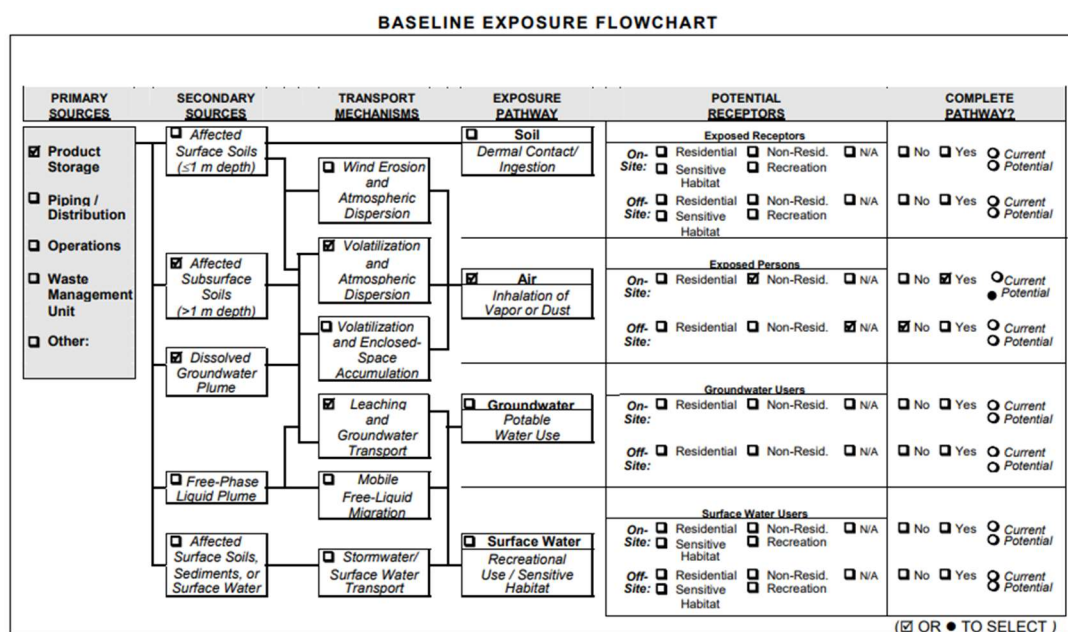 BASELINE EXPOSURE FLOWCHART
PRIMARY
SOURCES
SECONDARY
SOURCES
TRANSPORT
MECHANISMS
EXPOSURE
PATHWAY
POTENTIAL
RECEPTORS
COMPLETE
PATHWAY?
☑ Product
Storage
☐ Piping /
Distribution
☐ Operations
☐ Waste
Management
Unit
☐ Other:
☐ Affected
Surface Soils
(≤1 m depth)
☑ Affected
Subsurface
Soils
(>1 m depth)
☑ Dissolved
Groundwater
Plume
☐ Free-Phase
Liquid Plume
☐ Affected
Surface Soils,
Sediments, or
Surface Water
☐ Wind Erosion
and
Atmospheric
Dispersion
☑ Volatilization
and
Atmospheric
Dispersion
☐ Volatilization
and Enclosed-
Space
Accumulation
☑ Leaching
and
Groundwater
Transport
☐ Mobile
Free-Liquid
Migration
☐ Stormwater/
Surface Water
Transport
☐ Soil
Dermal Contact/
Ingestion
☑ Air
Inhalation of
Vapor or Dust
☐ Groundwater
Potable
Water Use
☐ Surface Water
Recreational
Use / Sensitive
Habitat
Exposed Receptors
On- ☐ Residential ☐ Non-Resid. ☐ N/A ☐ No ☐ Yes ○ Current
Site: ☐ Sensitive ☐ Recreation ○ Potential
Habitat
Off- ☐ Residential ☐ Non-Resid. ☐ N/A ☐ No ☐ Yes ○ Current
Site: ☐ Sensitive ☐ Recreation ○ Potential
Habitat
Exposed Persons
On- ☐ Residential ☑ Non-Resid. ☐ N/A ☐ No ☑ Yes ○ Current
Site: ● Potential
Off- ☐ Residential ☐ Non-Resid. ☑ N/A ☑ No ☐ Yes ○ Current
Site: ○ Potential
Groundwater Users
On- ☐ Residential ☐ Non-Resid. ☐ N/A ☐ No ☐ Yes ○ Current
Site: ○ Potential
Off- ☐ Residential ☐ Non-Resid. ☐ N/A ☐ No ☐ Yes ○ Current
Site: ○ Potential
Surface Water Users
On- ☐ Residential ☐ Non-Resid. ☐ N/A ☐ No ☐ Yes ○ Current
Site: ☐ Sensitive ☐ Recreation ○ Potential
Habitat
Off- ☐ Residential ☐ Non-Resid. ☐ N/A ☐ No ☐ Yes ○ Current
Site: ☐ Sensitive ☐ Recreation ○ Potential
Habitat
(☑ OR ● TO SELECT )